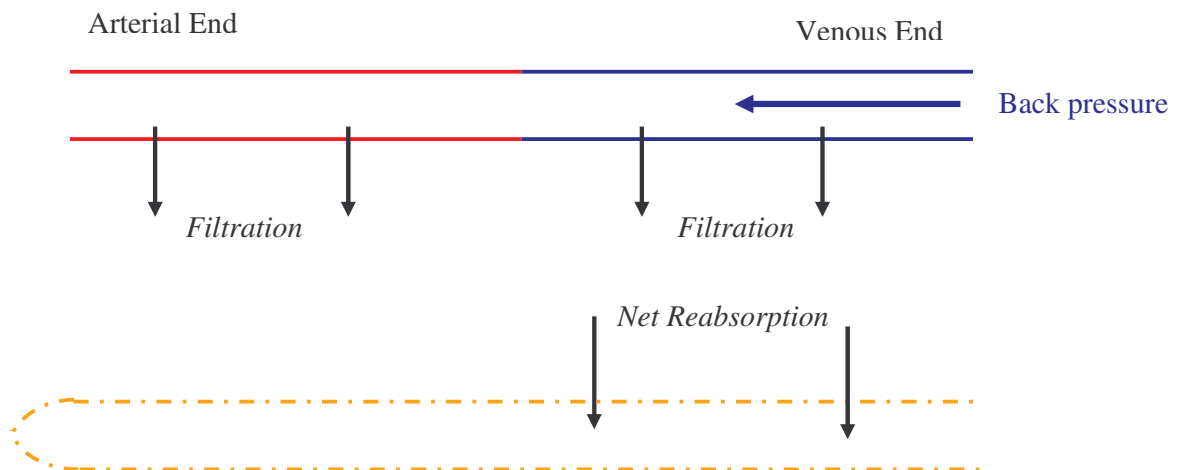 Arterial End
Venous End
Back pressure
Filtration
Filtration
Net Reabsorption